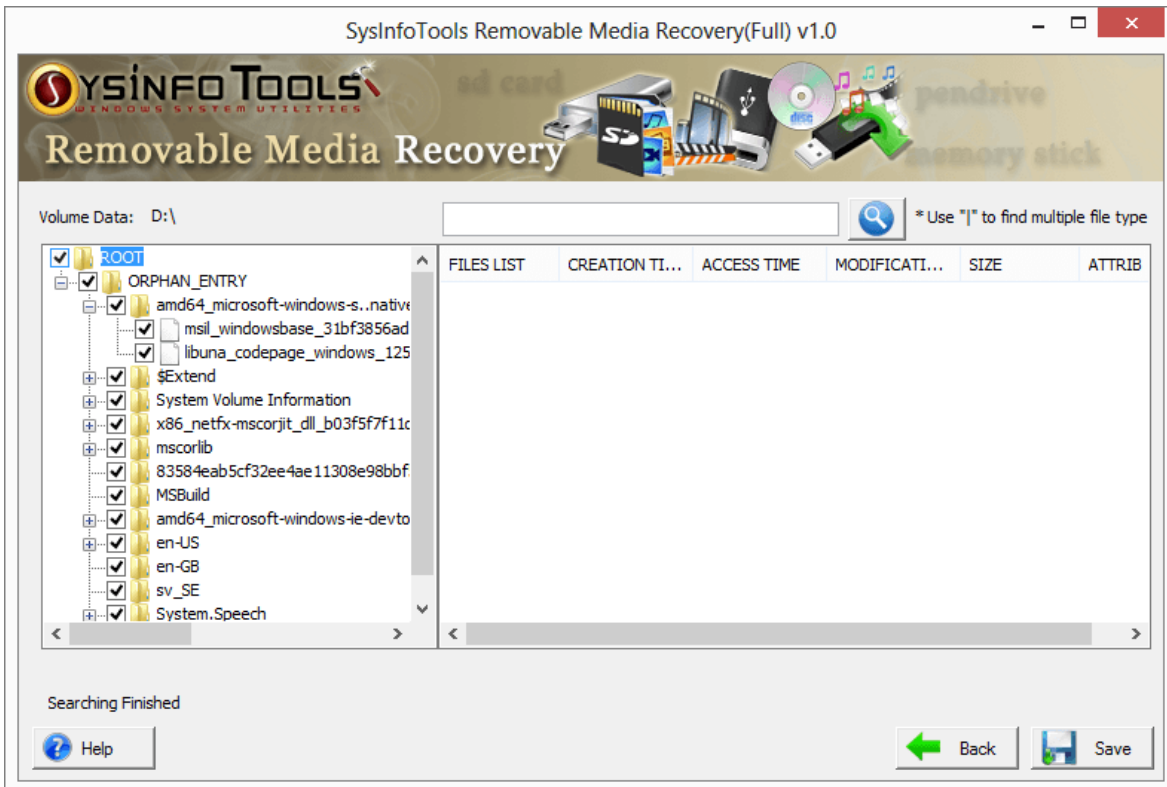 SysInfoTools Removable Media Recovery(Full) v1.0
SYSINFO TOOLS
WINDOWS SYSTEM UTILITIES
Removable Media Recovery
sd card
SD
disc
pendrive
memory stick
Volume Data: D:\
* Use "|" to find multiple file type
ROOT
ORPHAN_ENTRY
amd64_microsoft-windows-s..native
msil_windowsbase_31bf3856ad
libuna_codepage_windows_125
$Extend
System Volume Information
x86_netfx-mscorjit_dll_b03f5f7f11d
mscorlib
83584eab5cf32ee4ae11308e98bbf
MSBuild
amd64_microsoft-windows-ie-devto
en-US
en-GB
sv_SE
System.Speech
FILES LIST CREATION TI... ACCESS TIME MODIFICATI... SIZE ATTRIB
Searching Finished
Help
Back
Save